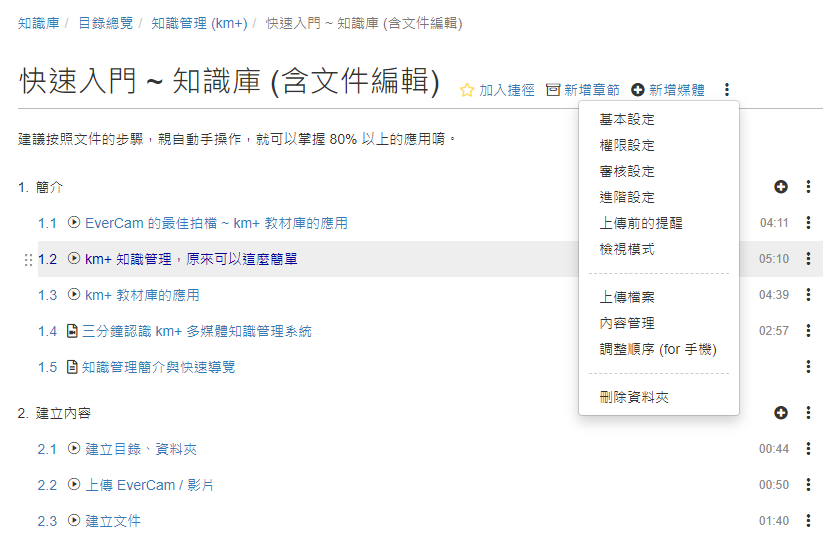 知識庫 / 目錄總覽 / 知識管理 (km+) / 快速入門 ~ 知識庫 (含文件編輯)
快速入門 ~ 知識庫 (含文件編輯) 加入捷徑 新增章節 新增媒體
基本設定
權限設定
審核設定
進階設定
上傳前的提醒
檢視模式
上傳檔案
內容管理
調整順序 (for 手機)
刪除資料夾
建議按照文件的步驟，親自動手操作，就可以掌握 80% 以上的應用唷。
1. 簡介
1.1 EverCam 的最佳拍檔 ~ km+ 教材庫的應用 04:11
1.2 km+ 知識管理，原來可以這麼簡單 05:10
1.3 km+ 教材庫的應用 04:39
1.4 三分鐘認識 km+ 多媒體知識管理系統 02:57
1.5 知識管理簡介與快速導覽
2. 建立內容
2.1 建立目錄、資料夾 00:44
2.2 上傳 EverCam / 影片 00:50
2.3 建立文件 01:40